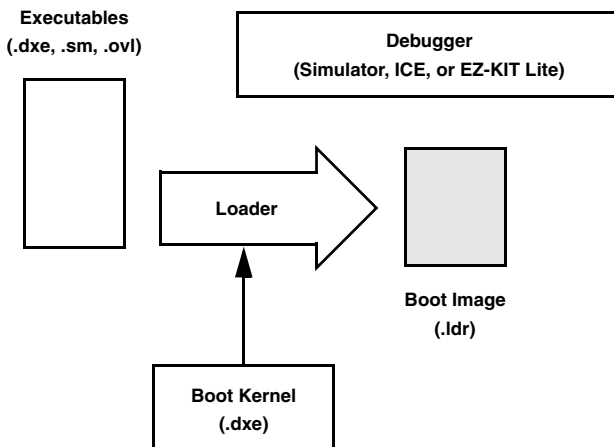 Executables
(.dxe, .sm, .ovl)
Debugger
(Simulator, ICE, or EZ-KIT Lite)
Loader
Boot Image
(.ldr)
Boot Kernel
(.dxe)